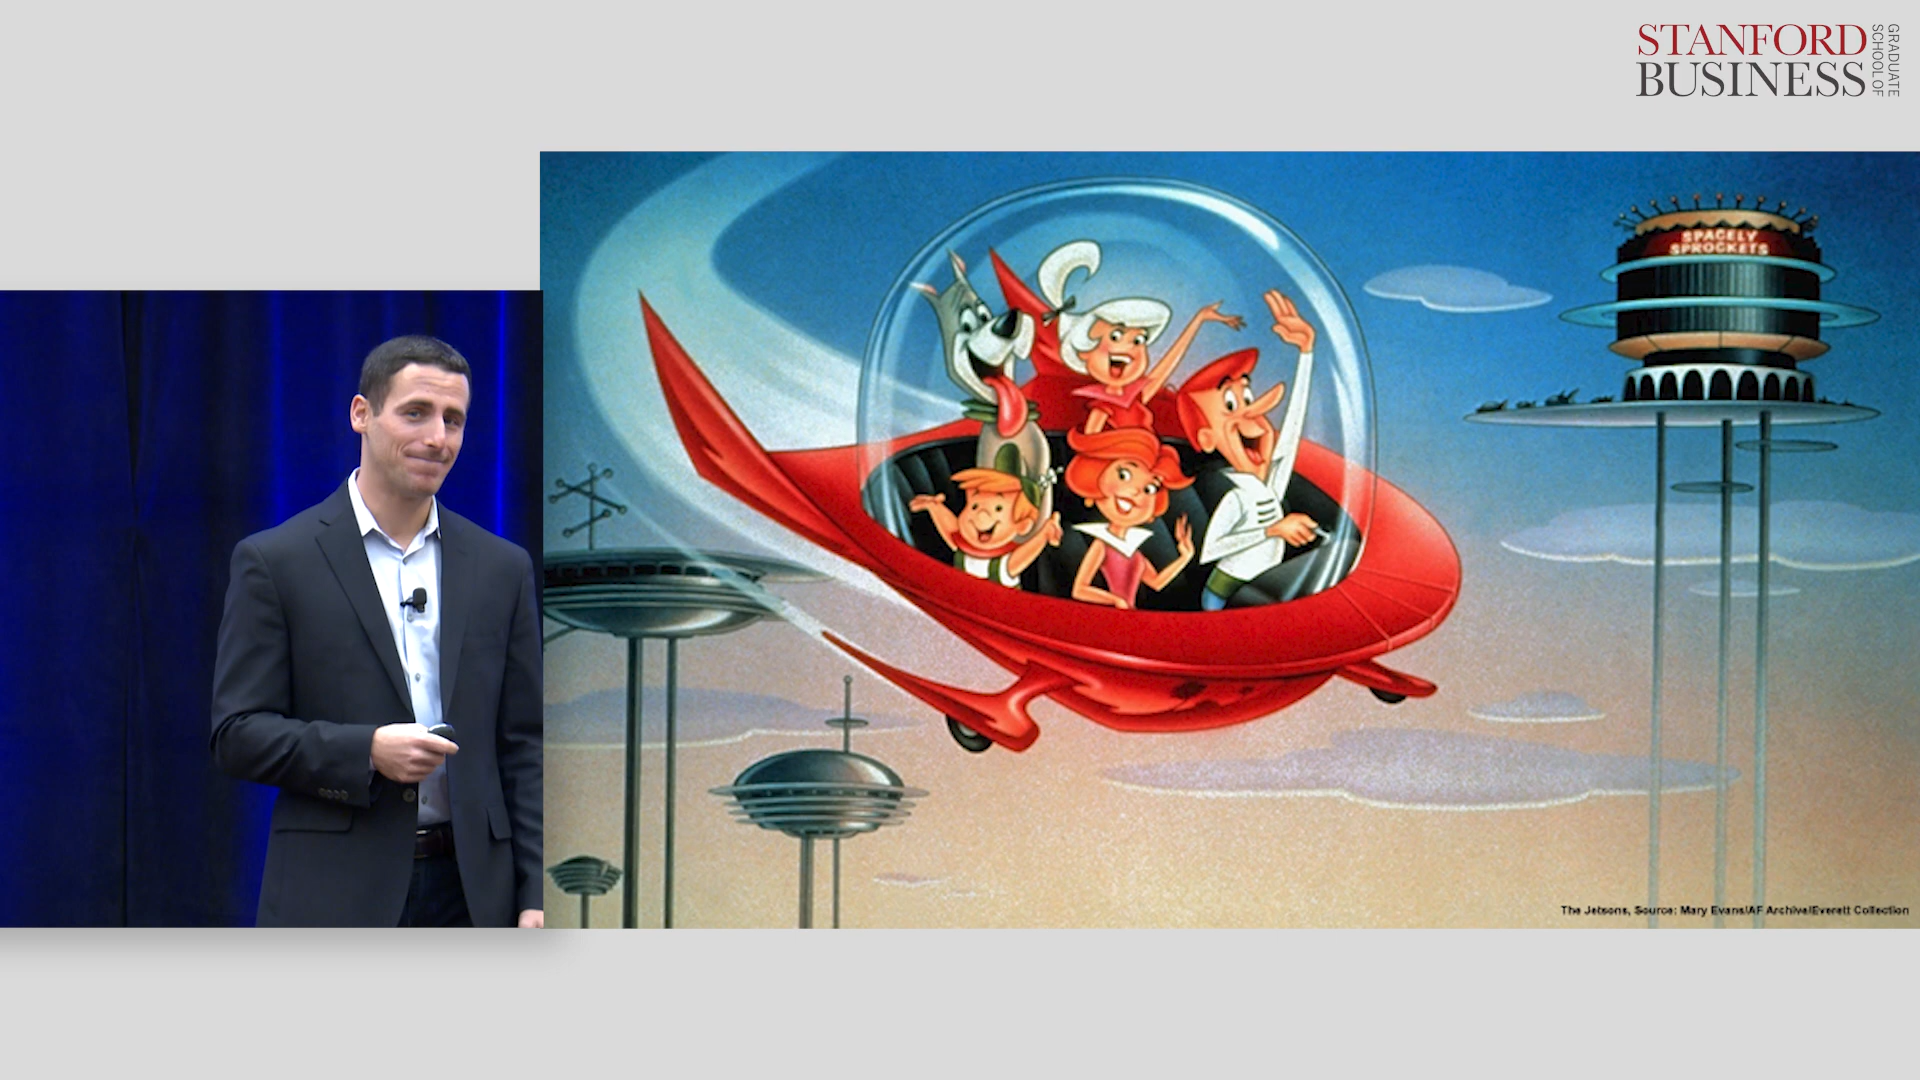 STANFORD
BUSINESS
GRADUATE
SCHOOL OF
SPACELY
SPROCKETS
The Jetsons, Source: Mary Evans/AF Archive/Everett Collection